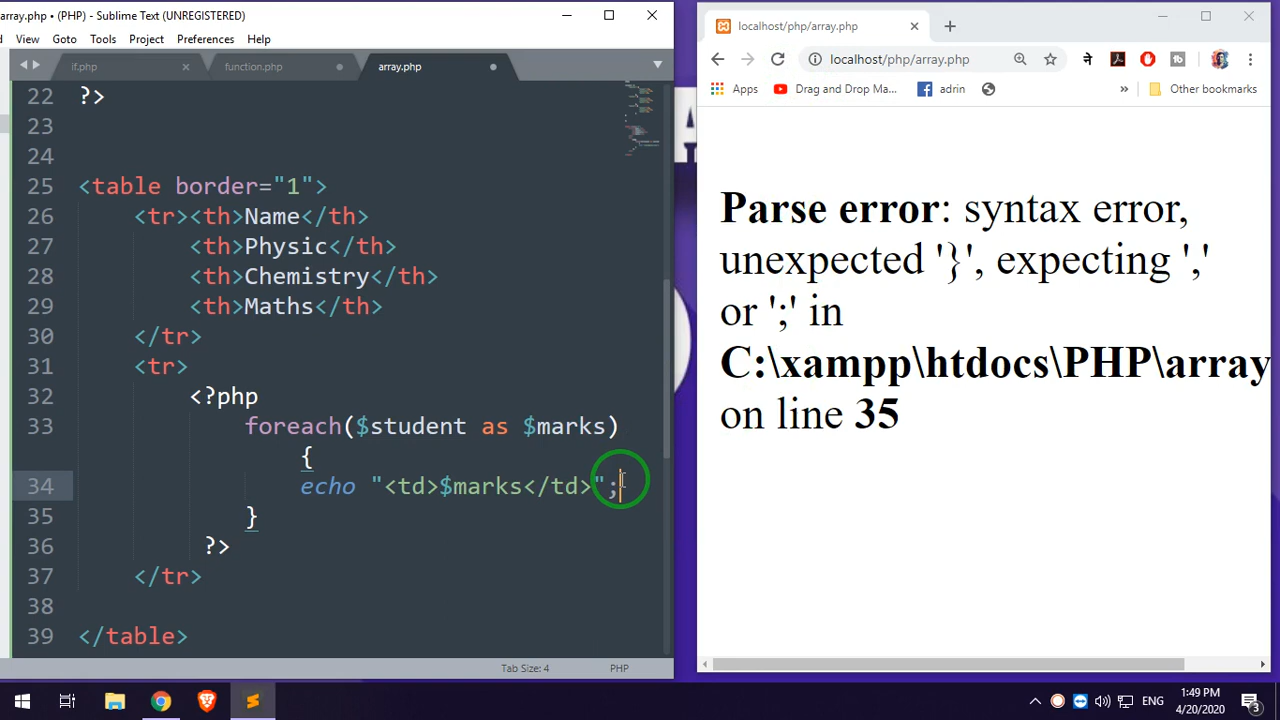 array.php • (PHP) - Sublime Text (UNREGISTERED)
View Goto Tools Project Preferences Help
if.php
function.php
array.php
22 ?>
23
24
25 <table border="1">
26 <tr><th>Name</th>
27 <th>Physic</th>
28 <th>Chemistry</th>
29 <th>Maths</th>
30 </tr>
31 <tr>
32 <?php
33 foreach($student as $marks)
{
34 echo "<td>$marks</td>";
35 }
36 ?>
37 </tr>
38
39 </table>
Tab Size: 4 PHP
localhost/php/array.php
localhost/php/array.php
Apps Drag and Drop Ma... adrin » Other bookmarks
Parse error: syntax error,
unexpected '}', expecting ','
or ';' in
C:\xampp\htdocs\PHP\array
on line 35
ENG
1:49 PM
4/20/2020
3